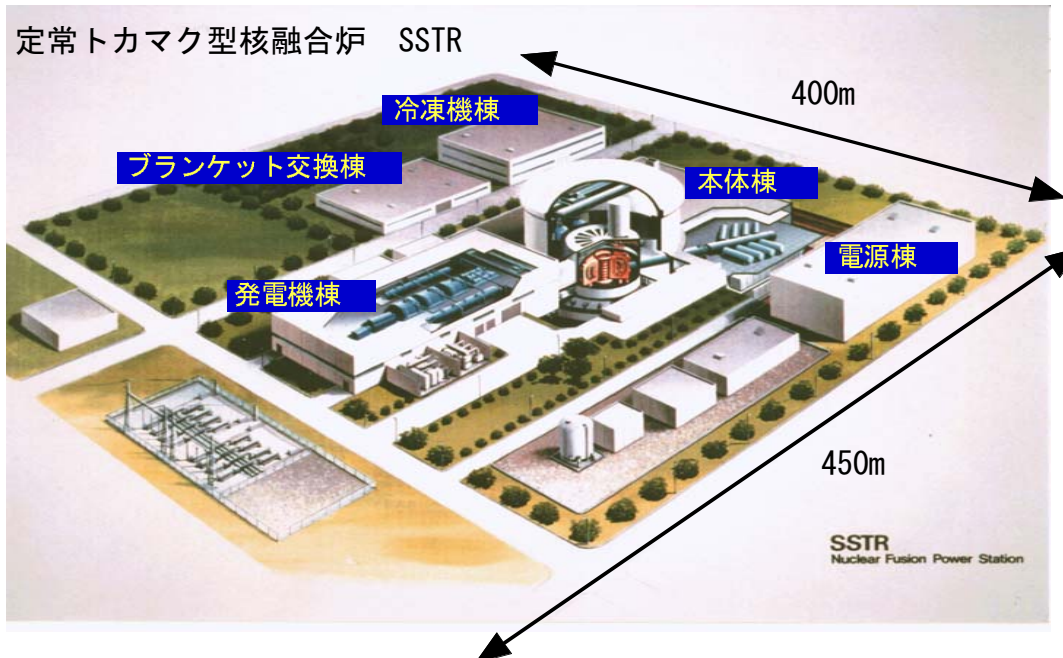 定常トカマク型核融合炉　SSTR
400m
冷凍機棟
ブランケット交換棟
本体棟
電源棟
発電機棟
450m
SSTR
Nuclear Fusion Power Station